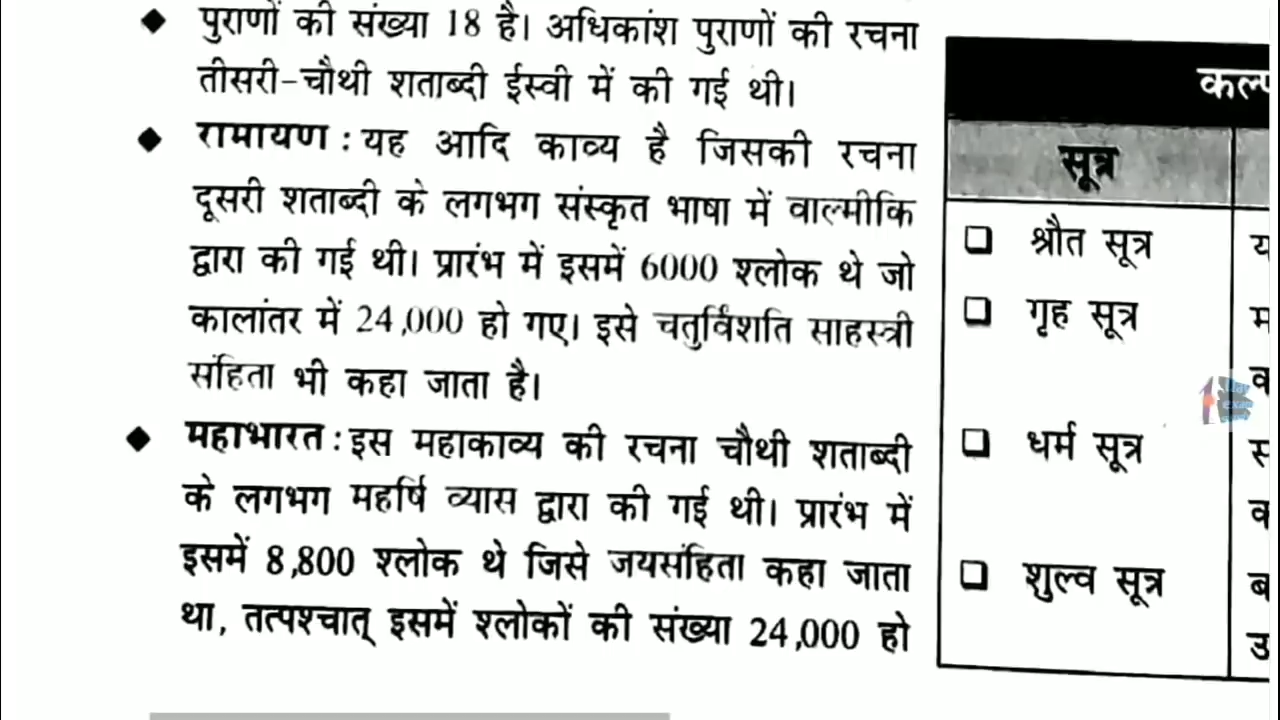 पुराणों की संख्या 18 है। अधिकांश पुराणों की रचना
तीसरी-चौथी शताब्दी ईस्वी में की गई थी।
रामायण : यह आदि काव्य है जिसकी रचना
दूसरी शताब्दी के लगभग संस्कृत भाषा में वाल्मीकि
द्वारा की गई थी। प्रारंभ में इसमें 6000 श्लोक थे जो
कालांतर में 24,000 हो गए। इसे चतुर्विंशति साहस्त्री
संहिता भी कहा जाता है।
महाभारत : इस महाकाव्य की रचना चौथी शताब्दी
के लगभग महर्षि व्यास द्वारा की गई थी। प्रारंभ में
इसमें 8,800 श्लोक थे जिसे जयसंहिता कहा जाता
था, तत्पश्चात् इसमें श्लोकों की संख्या 24,000 हो
सूत्र
श्रौत सूत्र
गृह सूत्र
धर्म सूत्र
शुल्व सूत्र